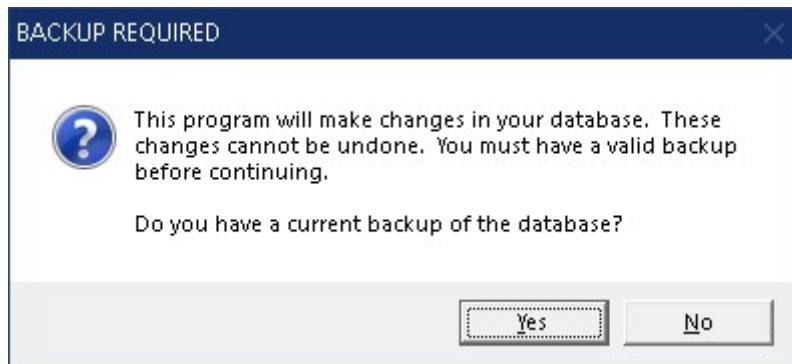 BACKUP REQUIRED
This program will make changes in your database.  These
changes cannot be undone.  You must have a valid backup
before continuing.
Do you have a current backup of the database?
Yes
No